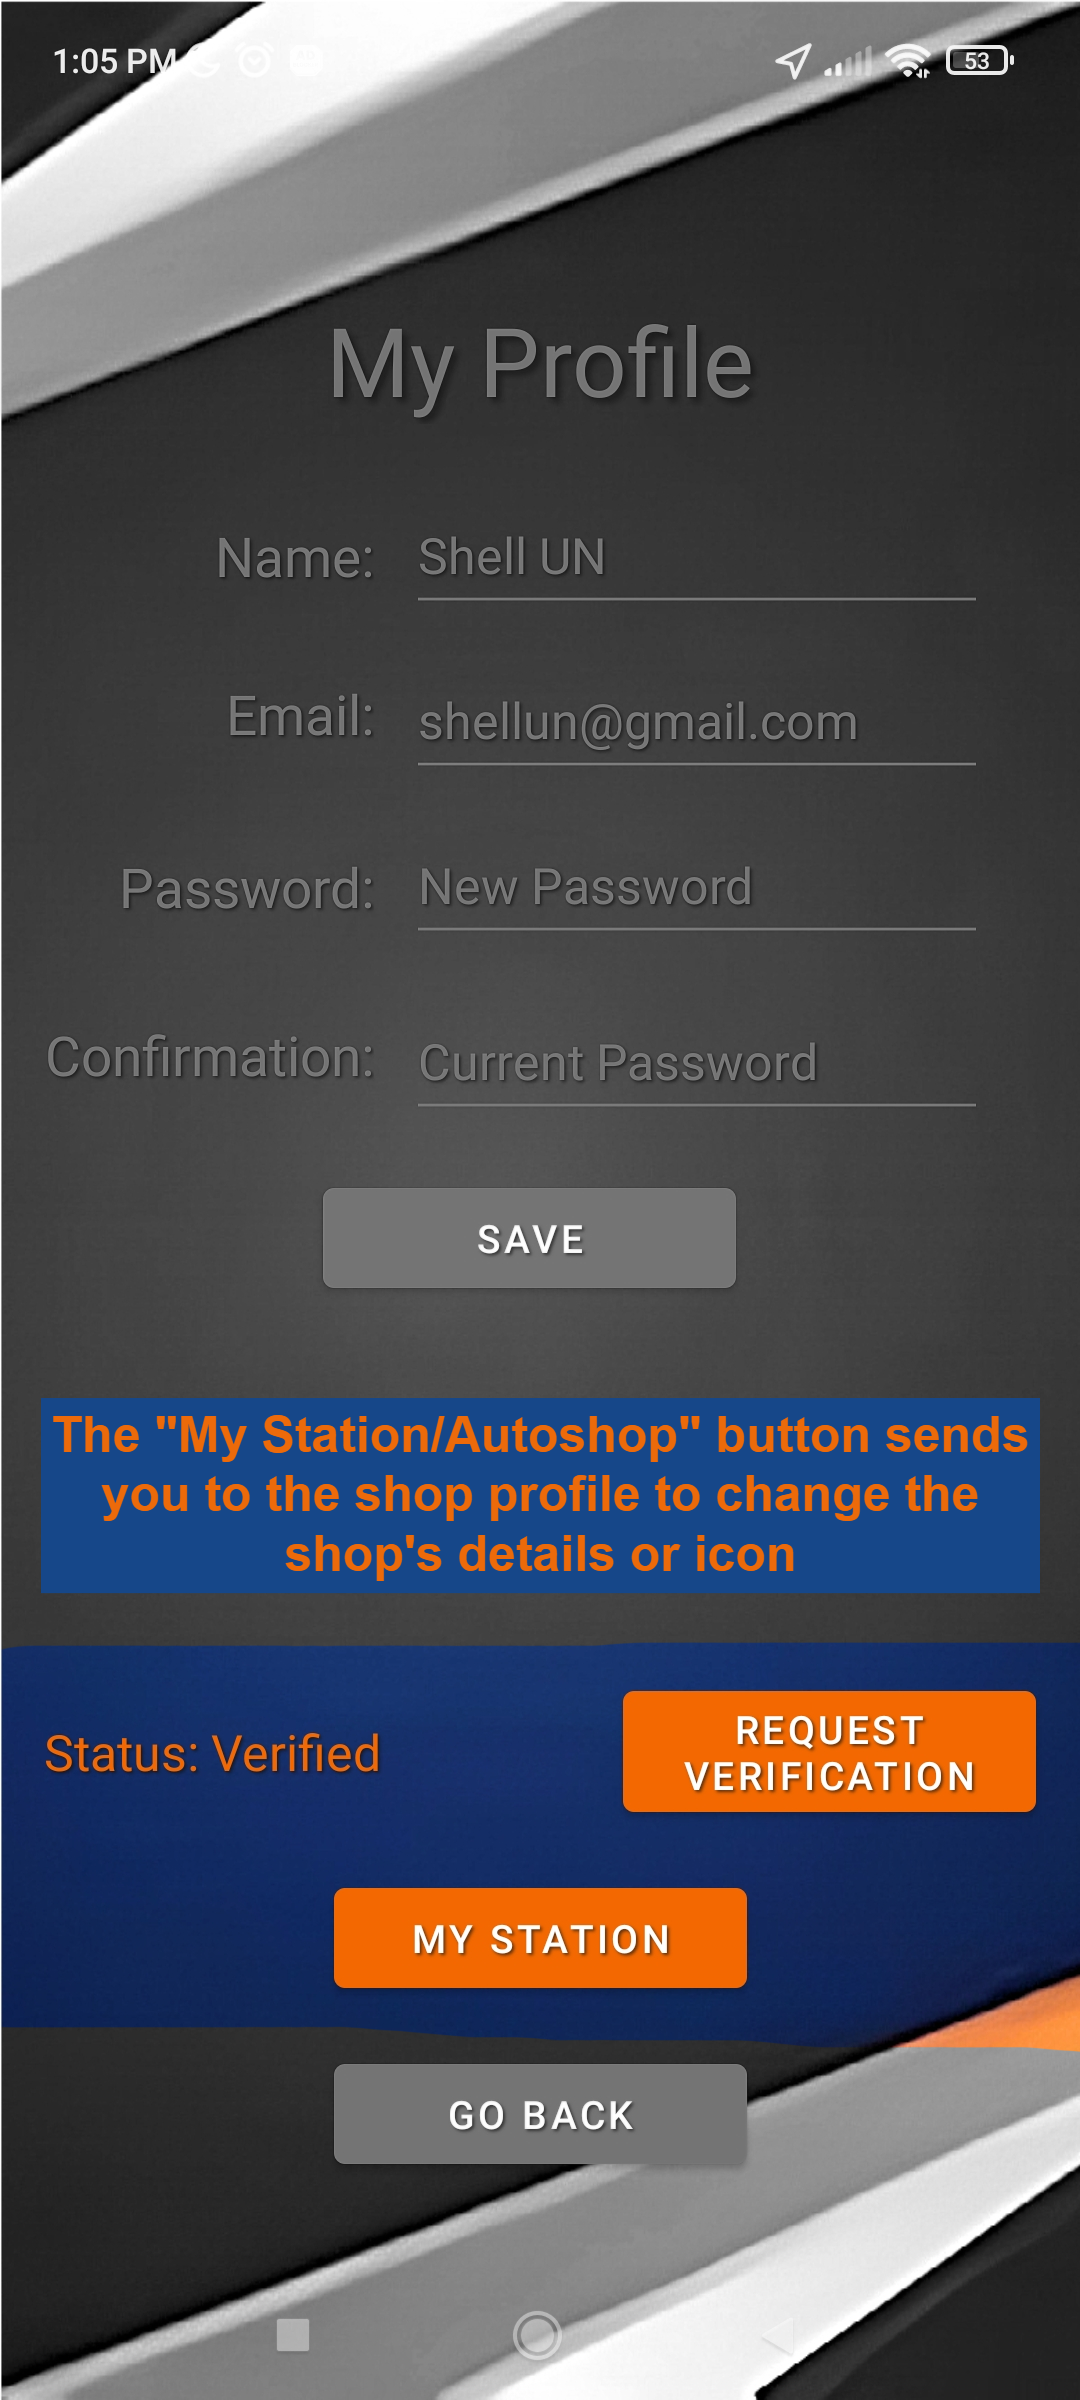 1:05 PM
53
My Profile
Name: Shell UN
Email: shellun@gmail.com
Password: New Password
Confirmation: Current Password
SAVE
The "My Station/Autoshop" button sends
you to the shop profile to change the
shop's details or icon
Status: Verified
REQUEST
VERIFICATION
MY STATION
GO BACK